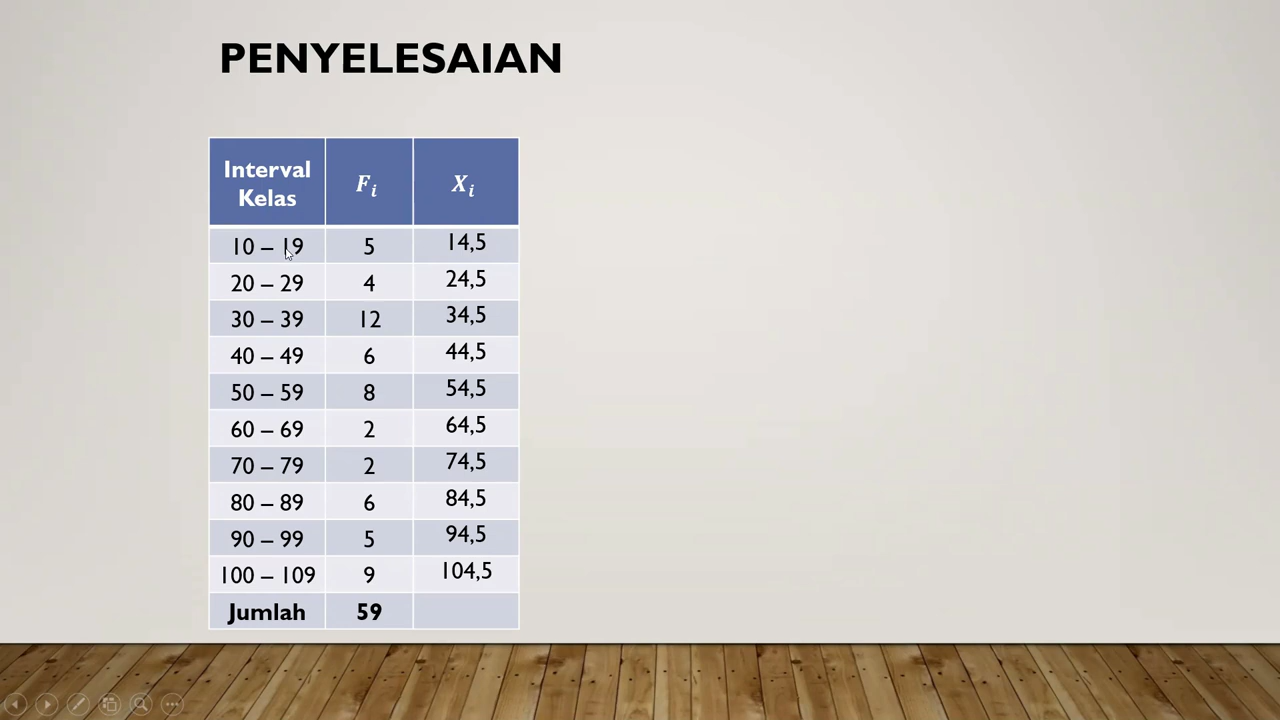 PENYELESAIAN
Interval Kelas F_i X_i
10 – 19 5 14,5
20 – 29 4 24,5
30 – 39 12 34,5
40 – 49 6 44,5
50 – 59 8 54,5
60 – 69 2 64,5
70 – 79 2 74,5
80 – 89 6 84,5
90 – 99 5 94,5
100 – 109 9 104,5
Jumlah 59